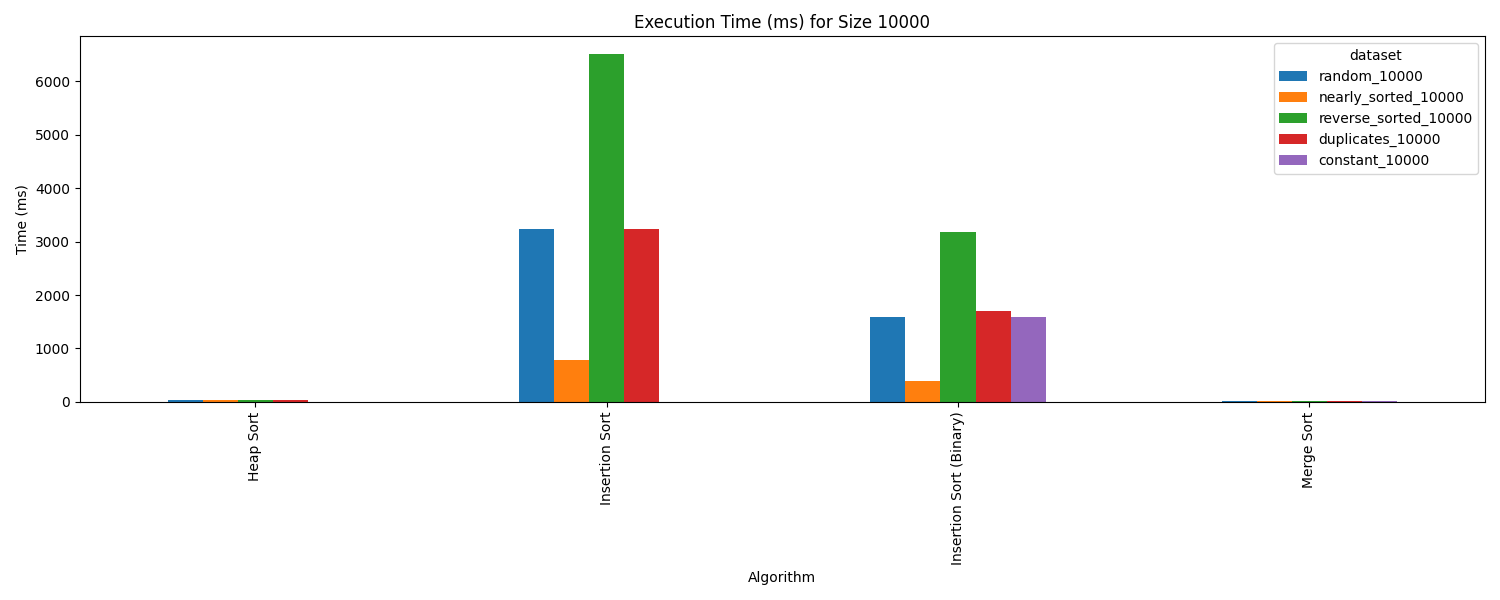 Execution Time (ms) for Size 10000
dataset
random_10000
nearly_sorted_10000
reverse_sorted_10000
duplicates_10000
constant_10000
Time (ms)
6000
5000
4000
3000
2000
1000
0
Heap Sort
Insertion Sort
Insertion Sort (Binary)
Merge Sort
Algorithm